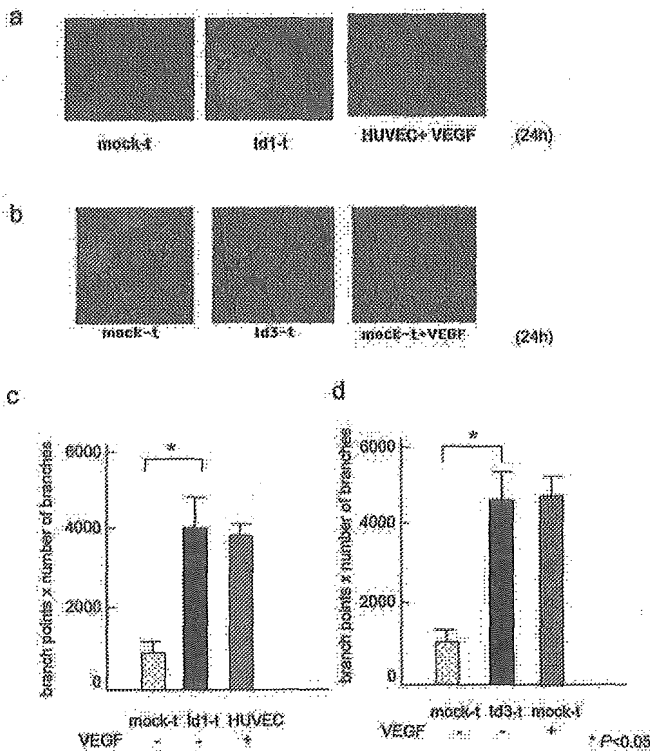 a
mock-t Id1-t HUVEC+ VEGF (24h)
b
mock-t Id3-t mock-t+VEGF (24h)
c
branch points x number of branches
6000
4000
2000
0
*
mock-t Id1-t HUVEC
VEGF - - +
d
branch points x number of branches
6000
4000
2000
0
*
mock-t Id3-t mock-t
VEGF - - +
* P<0.05